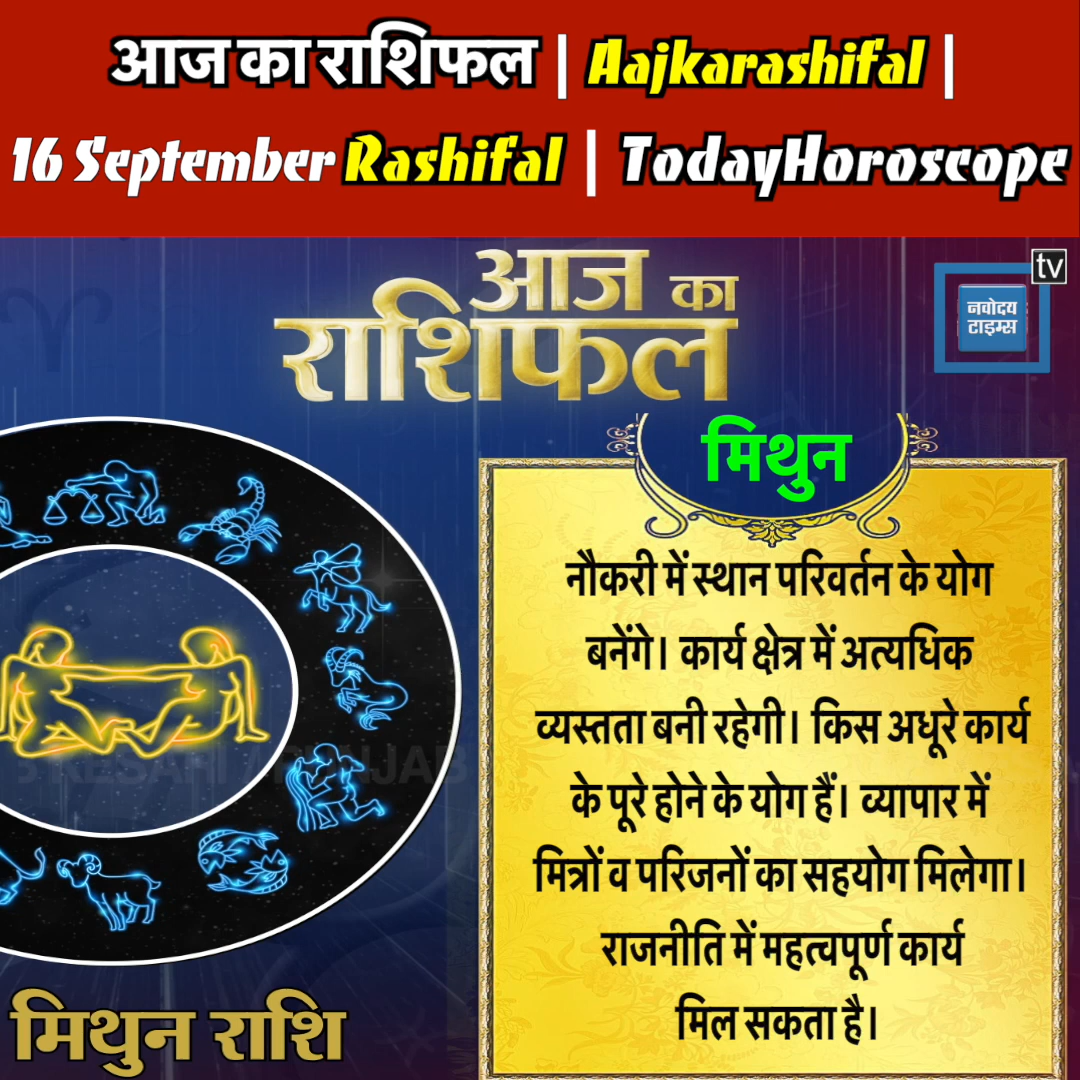 आज का राशिफल | Aajkarashifal |
16 September Rashifal | TodayHoroscope
आज का
राशिफल
tv
नवोदय
टाइम्स
मिथुन
नौकरी में स्थान परिवर्तन के योग
बनेंगे। कार्य क्षेत्र में अत्यधिक
व्यस्तता बनी रहेगी। किस अधूरे कार्य
के पूरे होने के योग हैं। व्यापार में
मित्रों व परिजनों का सहयोग मिलेगा।
राजनीति में महत्वपूर्ण कार्य
मिल सकता है।
मिथुन राशि